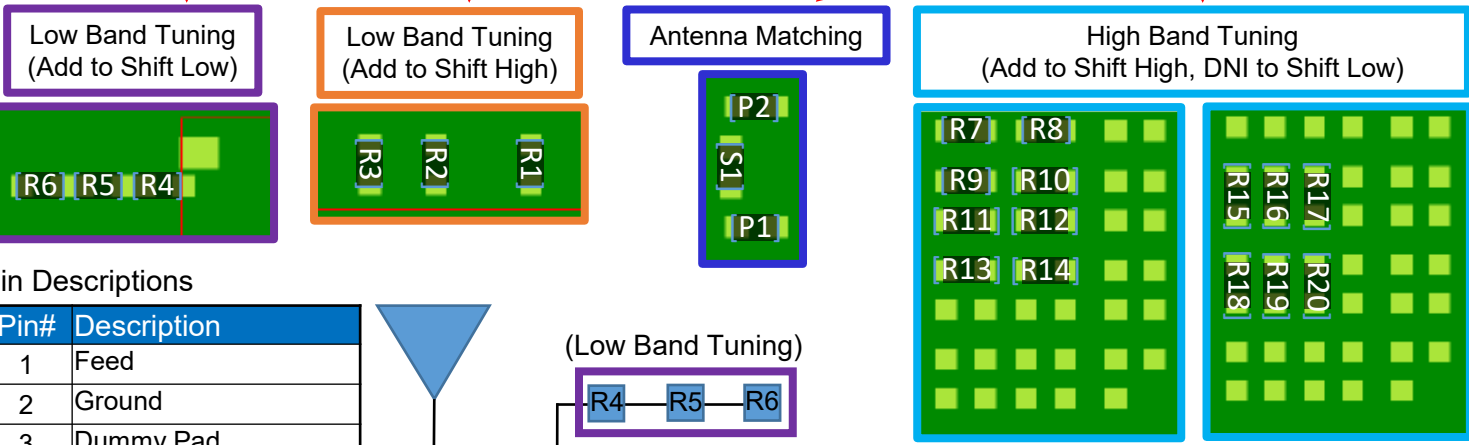 Low Band Tuning
(Add to Shift Low)
Low Band Tuning
(Add to Shift High)
Antenna Matching
High Band Tuning
(Add to Shift High, DNI to Shift Low)
R6 R5 R4
R3 R2 R1
P2
S1
P1
R7 R8
R9 R10
R11 R12
R13 R14
R15 R16 R17
R18 R19 R20
in Descriptions
Pin# Description
1 Feed
2 Ground
3 Dummy Pad
(Low Band Tuning)
R4 R5 R6